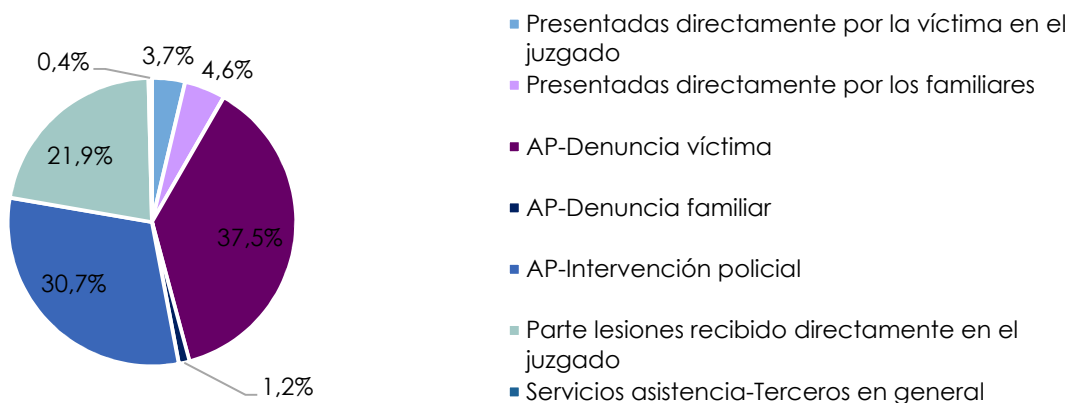 0,4%
3,7%
4,6%
21,9%
37,5%
30,7%
1,2%
Presentadas directamente por la víctima en el
juzgado
Presentadas directamente por los familiares
AP-Denuncia víctima
AP-Denuncia familiar
AP-Intervención policial
Parte lesiones recibido directamente en el
juzgado
Servicios asistencia-Terceros en general